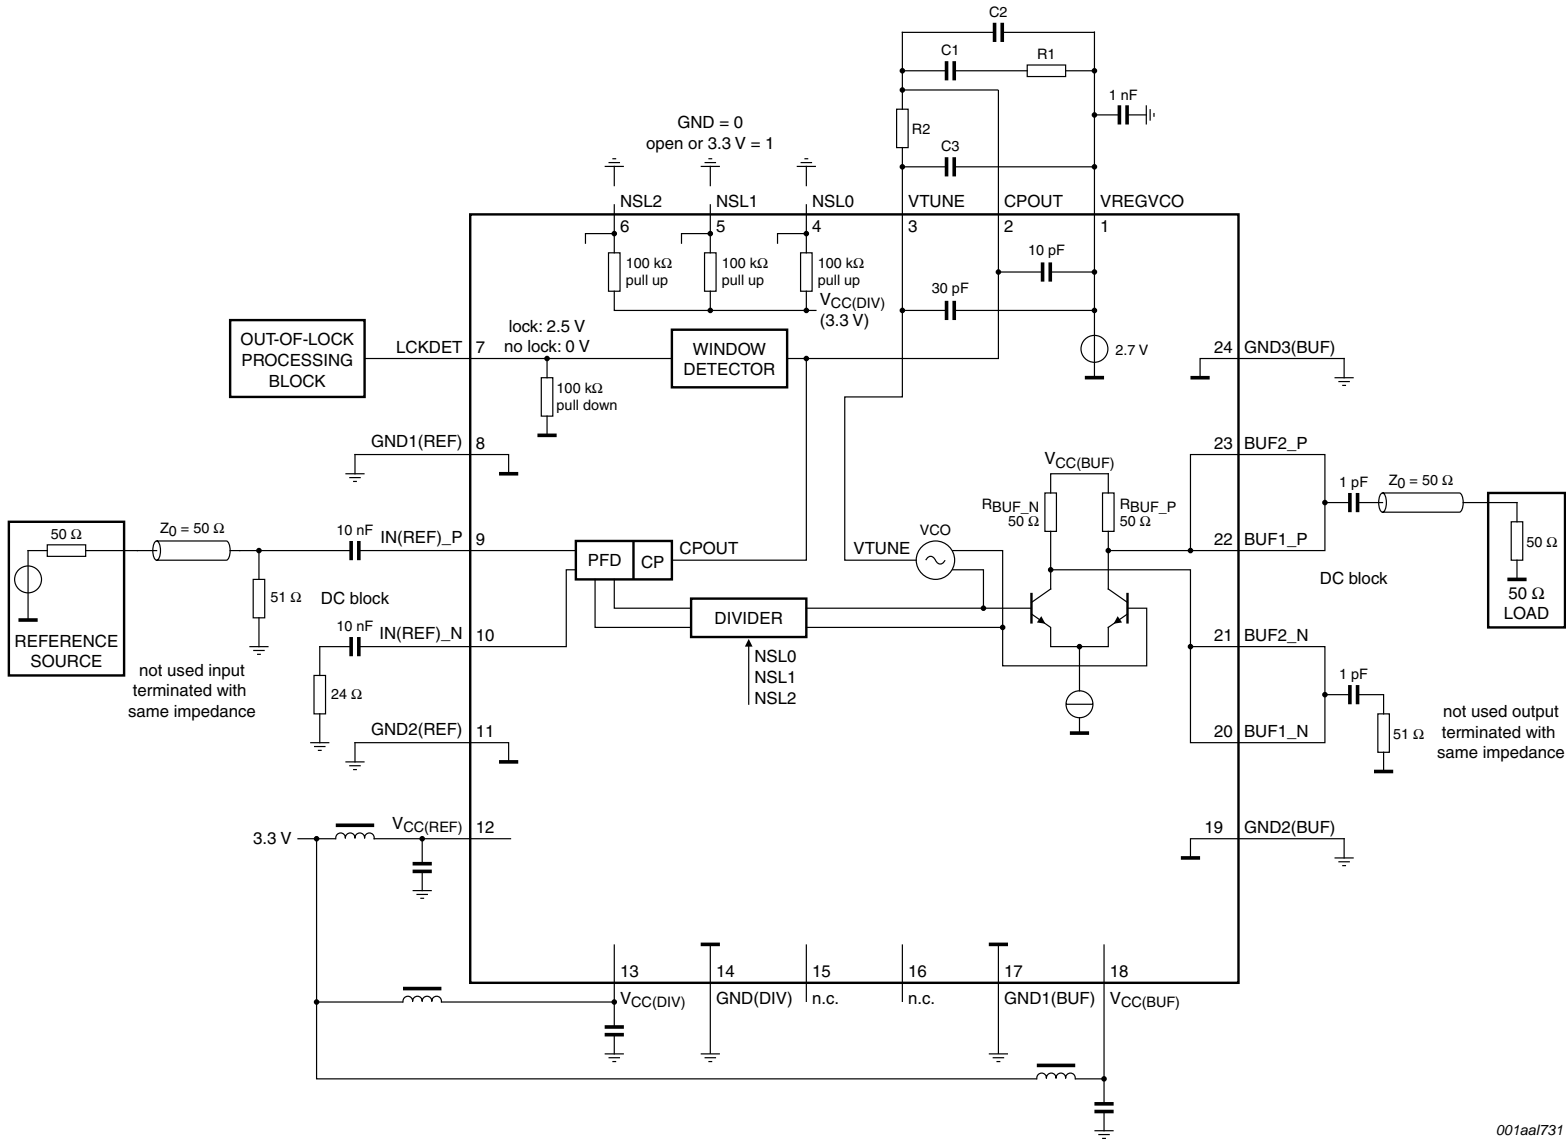 C2
C1
R1
1 nF
GND = 0
open or 3.3 V = 1
R2
C3
NSL2
NSL1
NSL0
VTUNE
CPOUT
VREGVCO
6
5
4
3
2
1
100 kΩ
pull up
100 kΩ
pull up
100 kΩ
pull up
10 pF
30 pF
VCC(DIV)
(3.3 V)
OUT-OF-LOCK
PROCESSING
BLOCK
LCKDET
7
lock: 2.5 V
no lock: 0 V
WINDOW
DETECTOR
2.7 V
24
GND3(BUF)
100 kΩ
pull down
GND1(REF)
8
23
BUF2_P
VCC(BUF)
RBUF_N
50 Ω
RBUF_P
50 Ω
1 pF
Z0 = 50 Ω
50 Ω
Z0 = 50 Ω
10 nF
IN(REF)_P
9
PFD
CP
CPOUT
VTUNE
VCO
22
BUF1_P
50 Ω
50 Ω
LOAD
DC block
51 Ω
DC block
REFERENCE
SOURCE
10 nF
IN(REF)_N
10
DIVIDER
NSL0
NSL1
NSL2
21
BUF2_N
not used input
terminated with
same impedance
24 Ω
1 pF
51 Ω
not used output
terminated with
same impedance
GND2(REF)
11
20
BUF1_N
3.3 V
VCC(REF)
12
19
GND2(BUF)
13
14
15
16
17
18
VCC(DIV)
GND(DIV)
n.c.
n.c.
GND1(BUF)
VCC(BUF)
001aal731